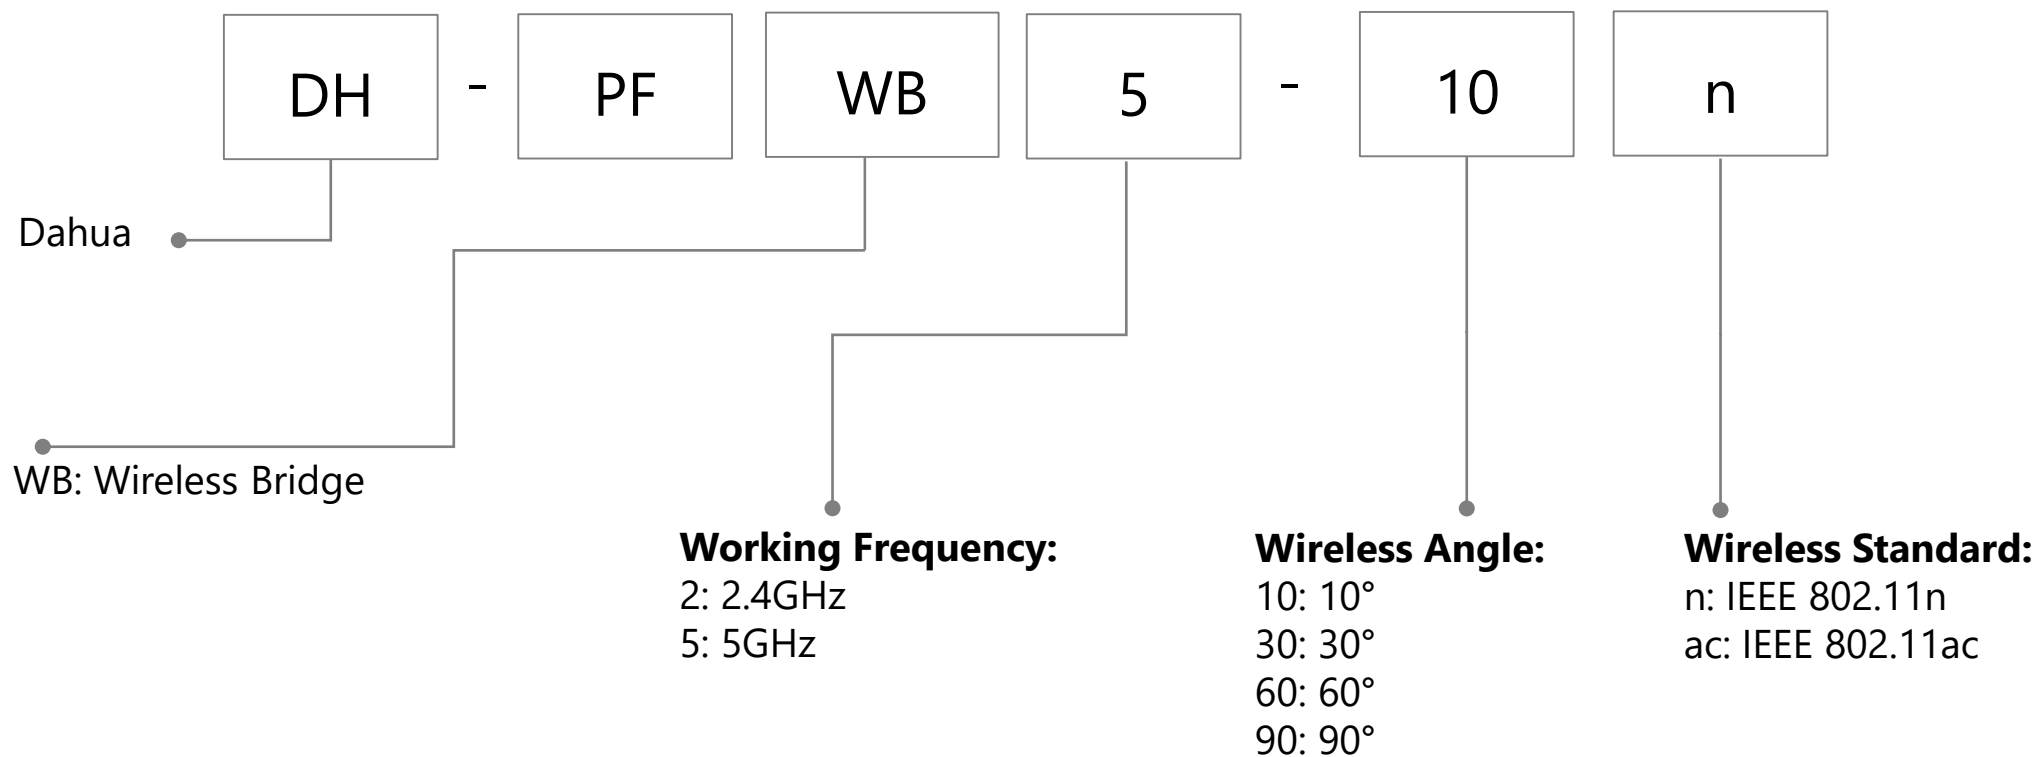 DH - PF WB 5 - 10 n
Dahua
WB: Wireless Bridge
Working Frequency:
2: 2.4GHz
5: 5GHz
Wireless Angle:
10: 10°
30: 30°
60: 60°
90: 90°
Wireless Standard:
n: IEEE 802.11n
ac: IEEE 802.11ac